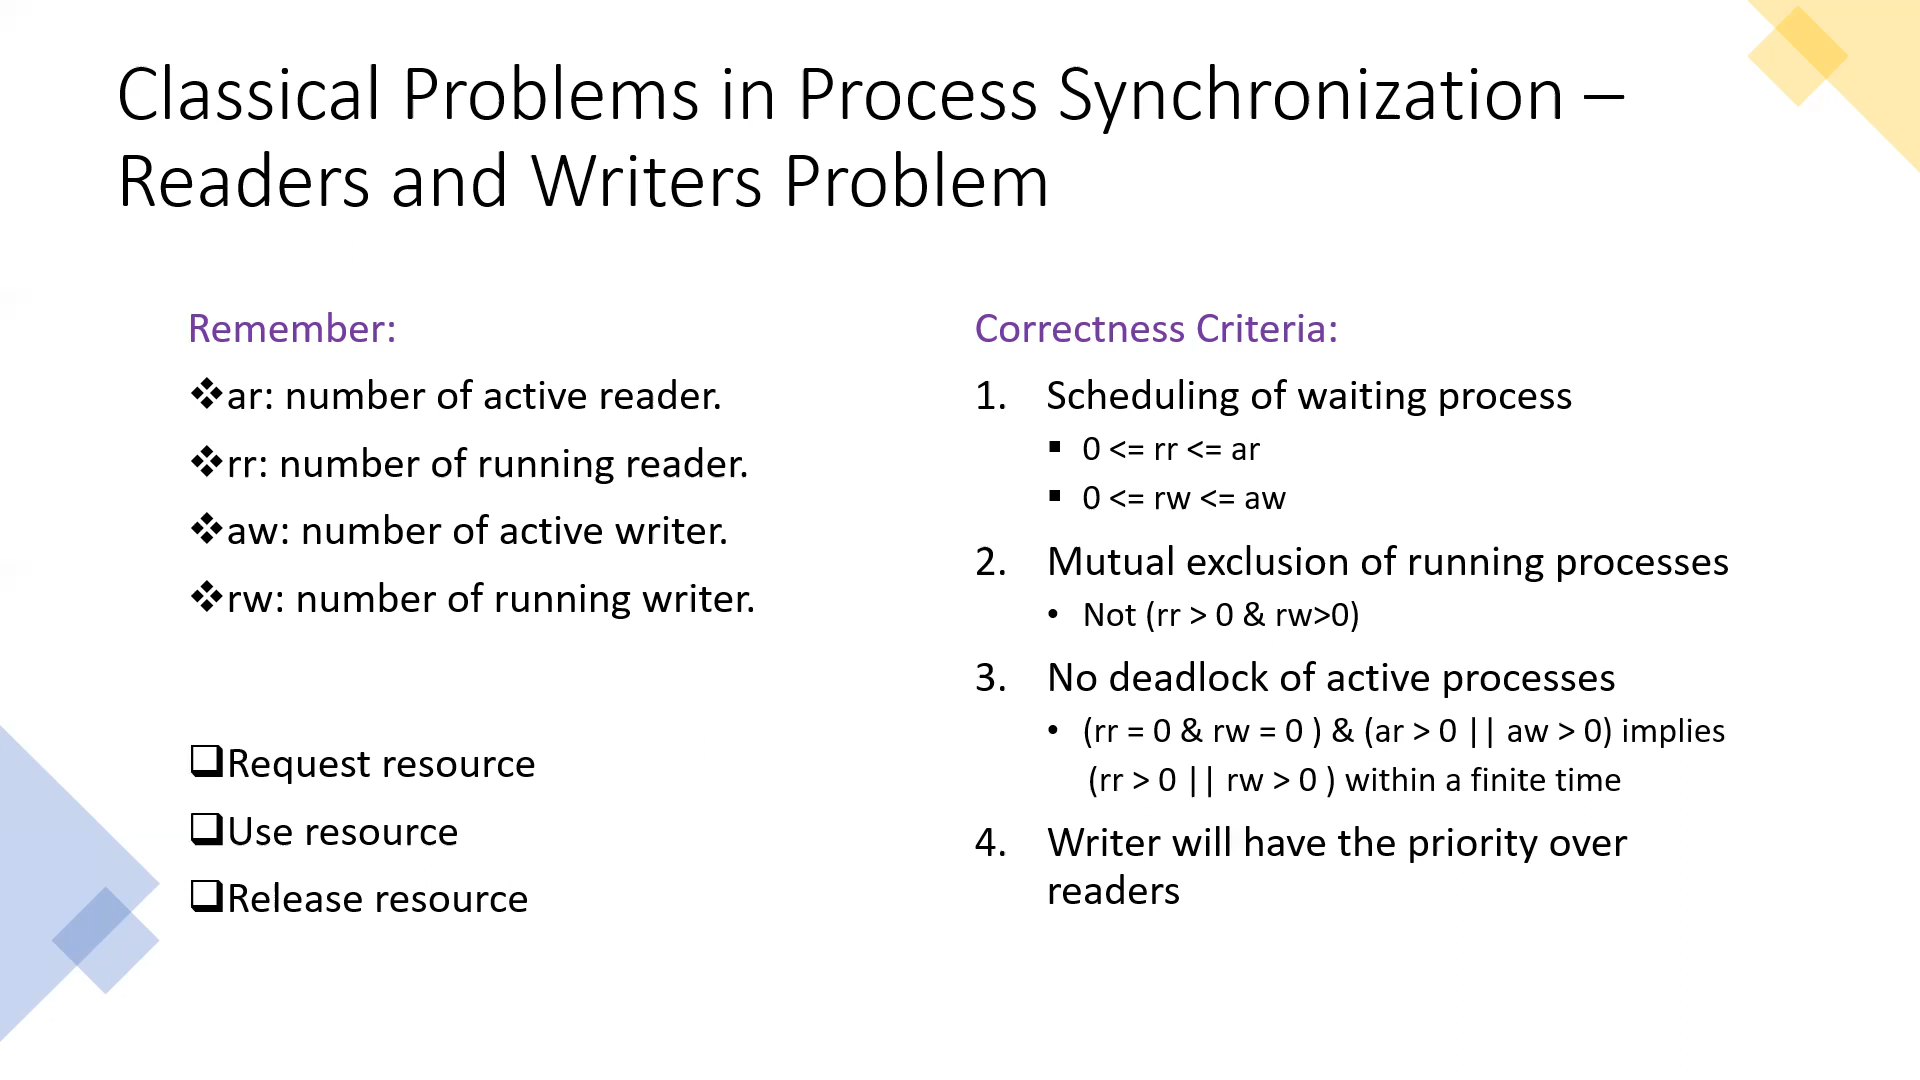 Classical Problems in Process Synchronization –
Readers and Writers Problem
Remember:
❖ar: number of active reader.
❖rr: number of running reader.
❖aw: number of active writer.
❖rw: number of running writer.
❑Request resource
❑Use resource
❑Release resource
Correctness Criteria:
1. Scheduling of waiting process
▪ 0 <= rr <= ar
▪ 0 <= rw <= aw
2. Mutual exclusion of running processes
• Not (rr > 0 & rw>0)
3. No deadlock of active processes
• (rr = 0 & rw = 0 ) & (ar > 0 || aw > 0) implies
(rr > 0 || rw > 0 ) within a finite time
4. Writer will have the priority over
readers